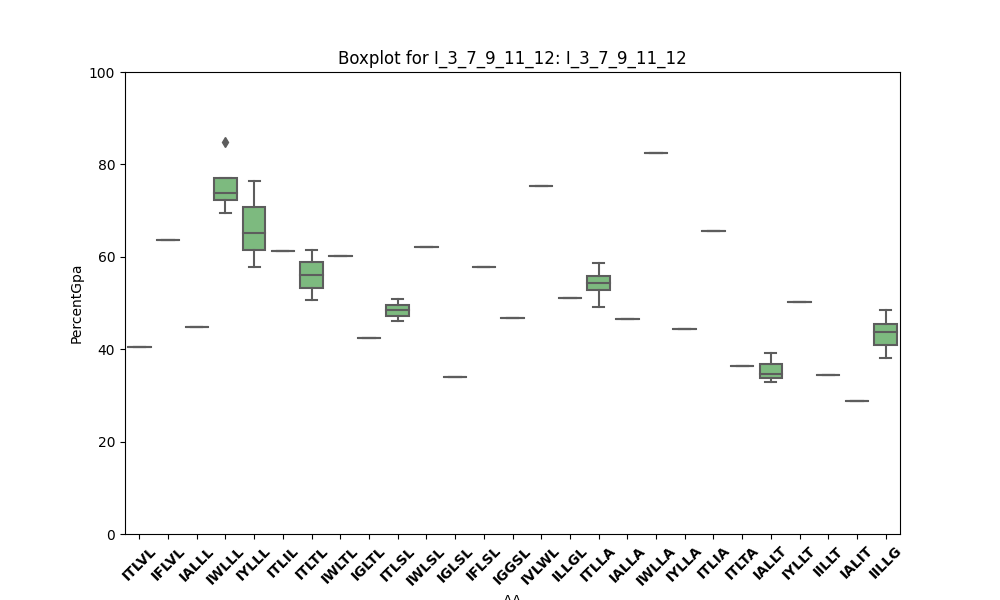 Boxplot for I_3_7_9_11_12: I_3_7_9_11_12
100
80
60
40
20
0
PercentGpa
ITLVL
IFLVL
IALLL
IWLLL
IYLLL
ITLIL
ITLTL
IWLTL
IGLTL
ITLSL
IWLSL
IGLSL
IFLSL
IGGSL
IVLWL
ILLGL
ITLLA
IALLA
IWLLA
IYLLA
ITLIA
ITLTA
IALLT
IYLLT
IILLT
IALIT
IILLG
AA